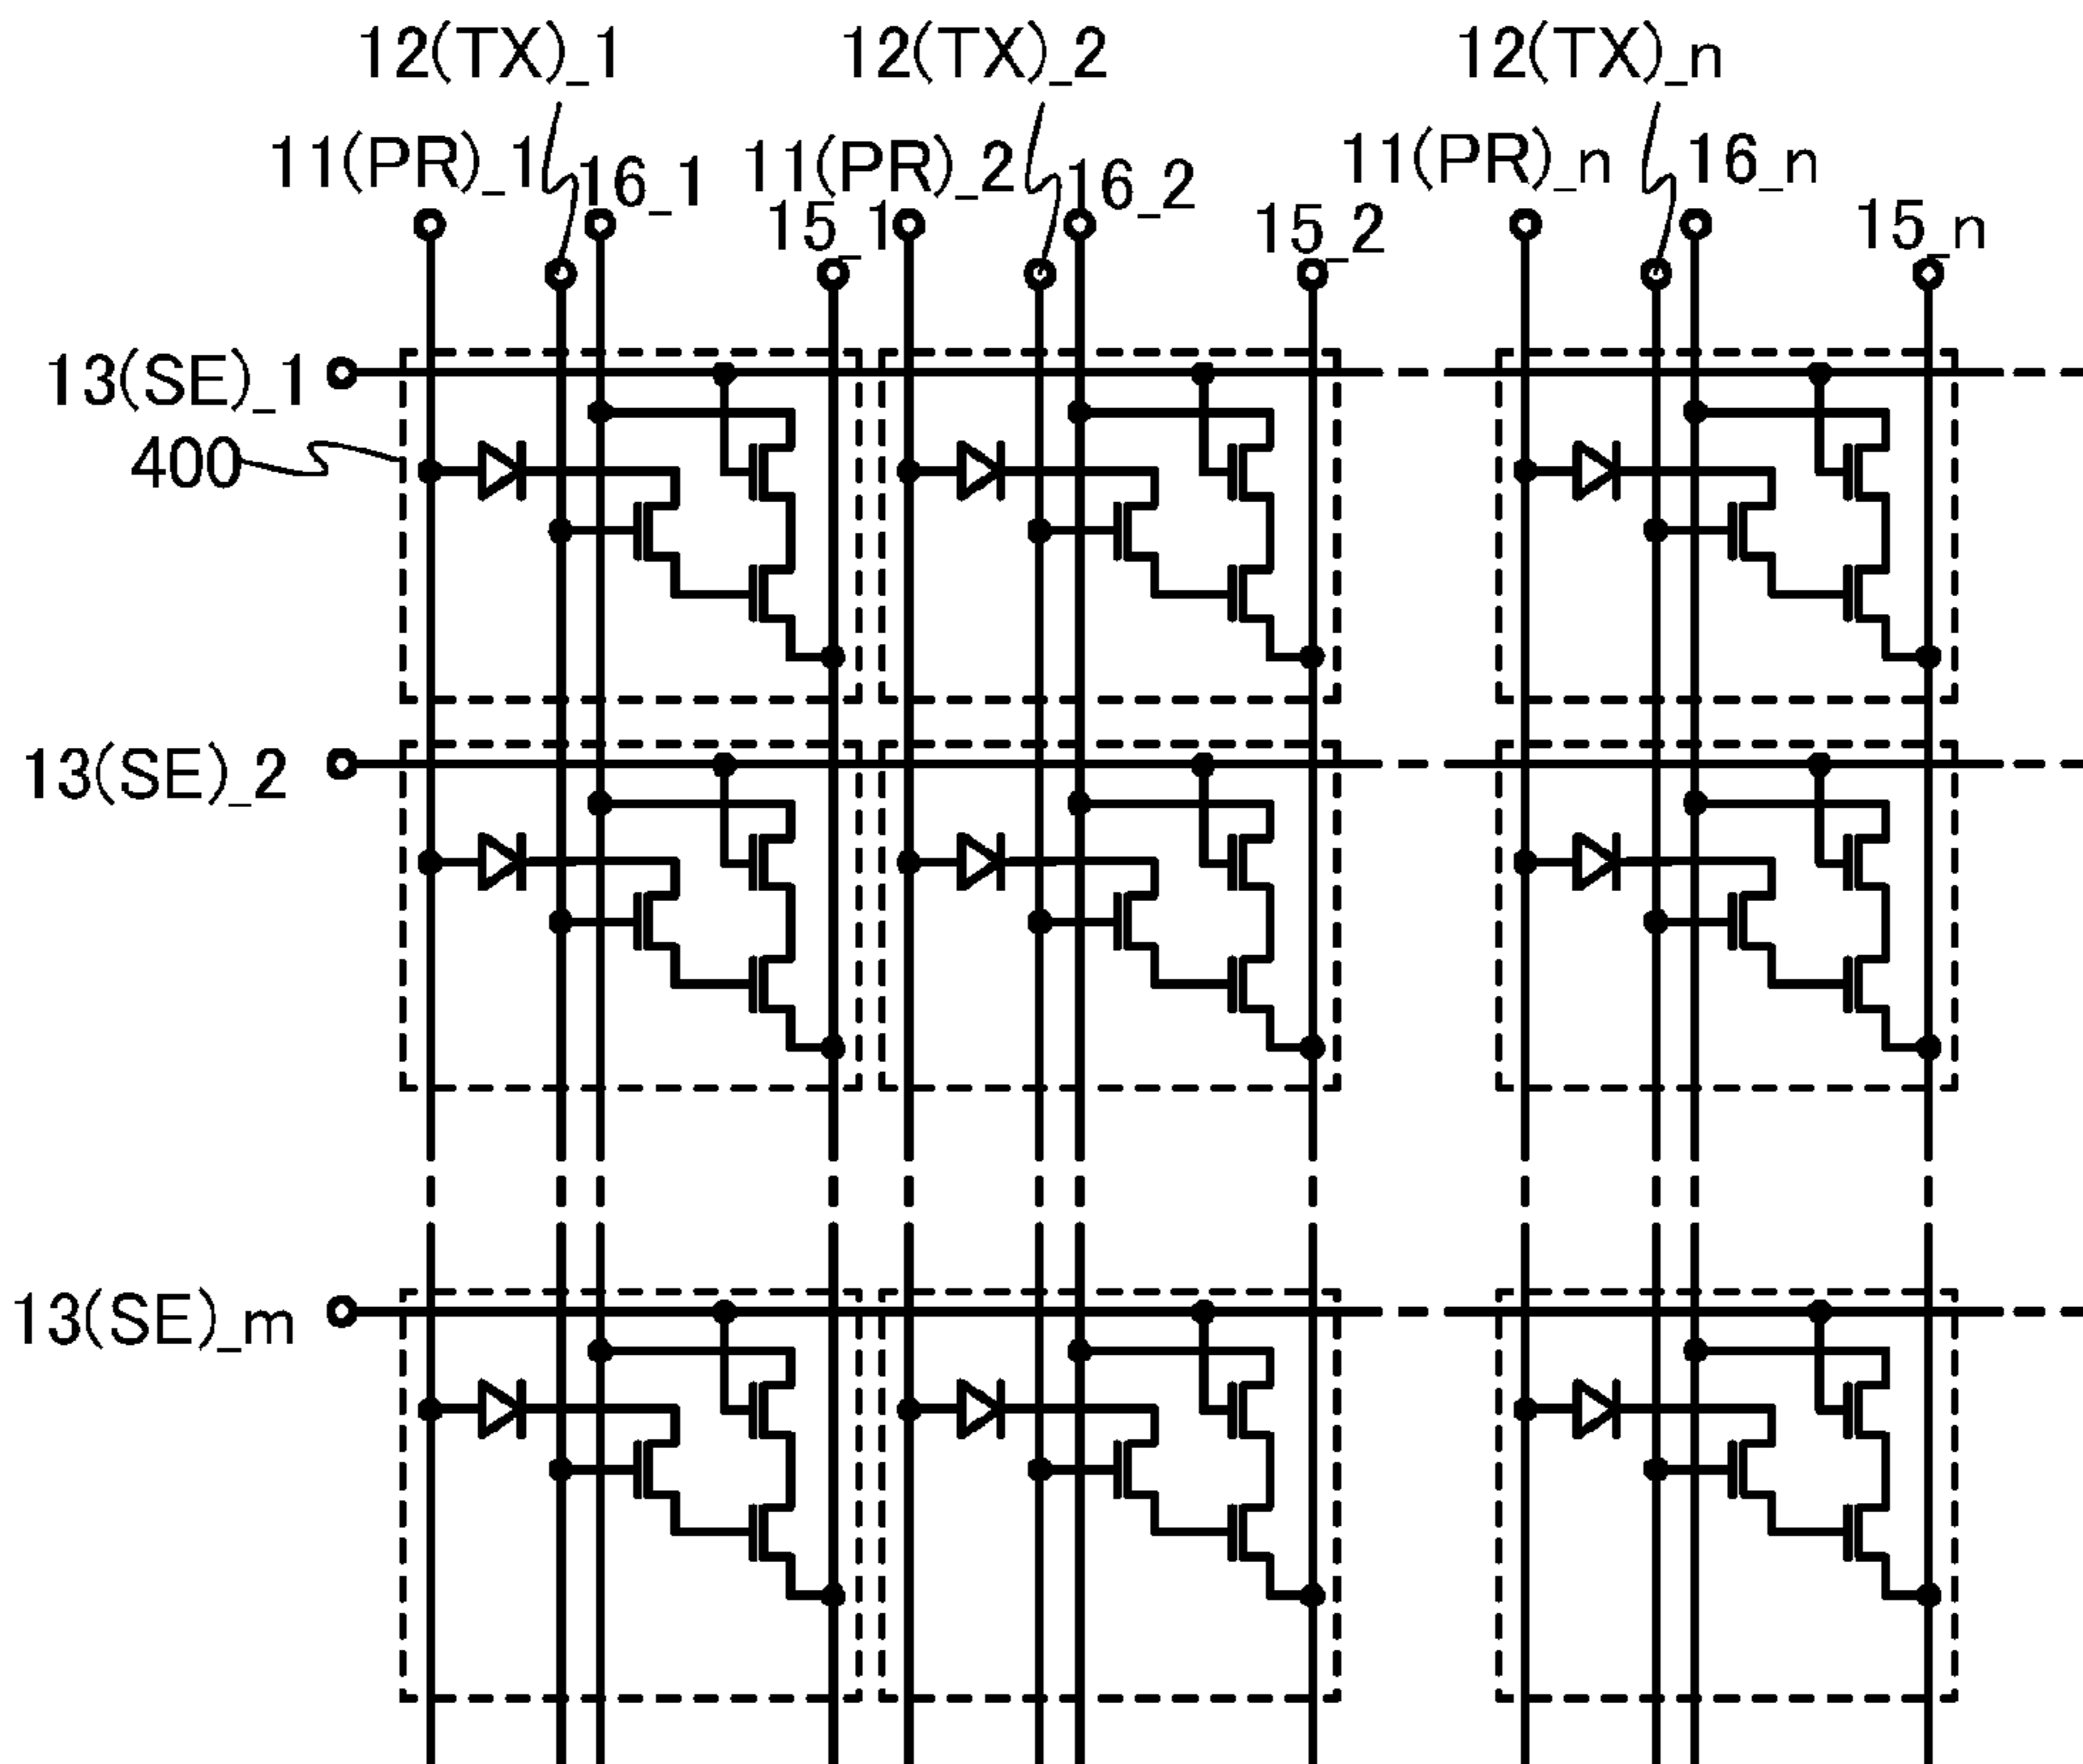 12(TX)_1 12(TX)_2 12(TX)_n
11(PR)_1 16_1 11(PR)_2 16_2 11(PR)_n 16_n
15_1 15_2 15_n
13(SE)_1
400
13(SE)_2
13(SE)_m